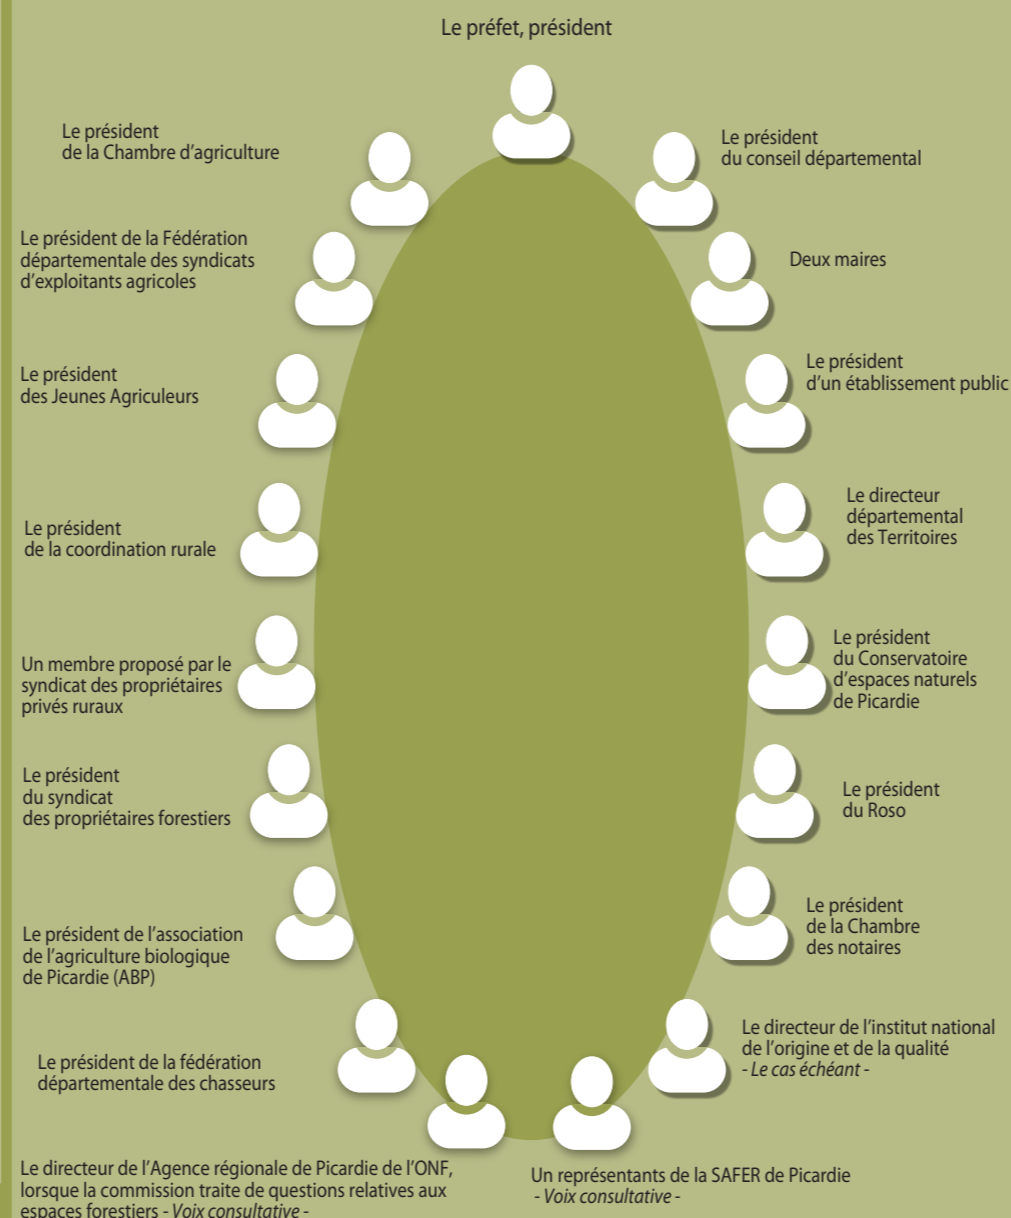 Le préfet, président
Le président
de la Chambre d'agriculture
Le président
du conseil départemental
Le président de la Fédération
départementale des syndicats
d'exploitants agricoles
Deux maires
Le président
des Jeunes Agriculeurs
Le président
d'un établissement public
Le président
de la coordination rurale
Le directeur
départemental
des Territoires
Un membre proposé par le
syndicat des propriétaires
privés ruraux
Le président
du Conservatoire
d'espaces naturels
de Picardie
Le président
du syndicat
des propriétaires forestiers
Le président
du Roso
Le président de l'association
de l'agriculture biologique
de Picardie (ABP)
Le président
de la Chambre
des notaires
Le président de la fédération
départementale des chasseurs
Le directeur de l'institut national
de l'origine et de la qualité
- Le cas échéant -
Le directeur de l'Agence régionale de Picardie de l'ONF,
lorsque la commission traite de questions relatives aux
espaces forestiers - Voix consultative -
Un représentants de la SAFER de Picardie
- Voix consultative -